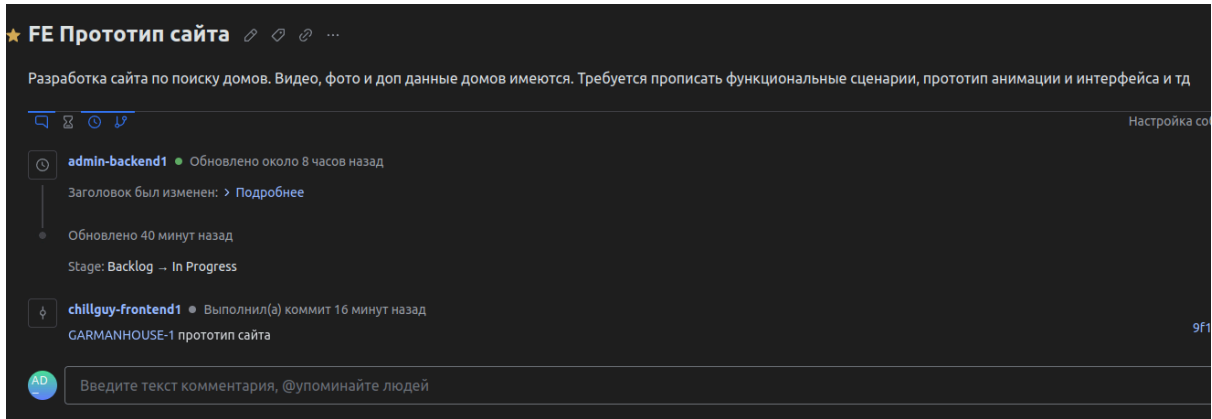 FE Прототип сайта
Разработка сайта по поиску домов. Видео, фото и доп данные домов имеются. Требуется прописать функциональные сценарии, прототип анимации и интерфейса и тд
Настройка соб
admin-backend1 ● Обновлено около 8 часов назад
Заголовок был изменен: > Подробнее
Обновлено 40 минут назад
Stage: Backlog → In Progress
chillguy-frontend1 ● Выполнил(а) коммит 16 минут назад
GARMANHOUSE-1 прототип сайта
9f1
AD
Введите текст комментария, @упоминайте людей